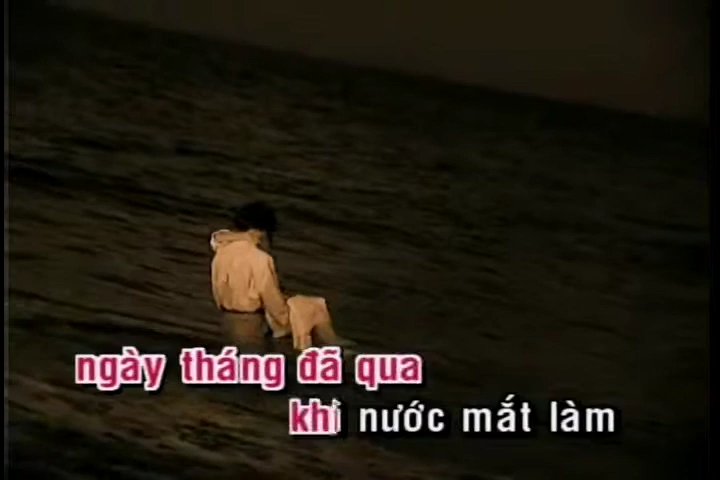 ngày tháng đã qua
khi nước mắt làm